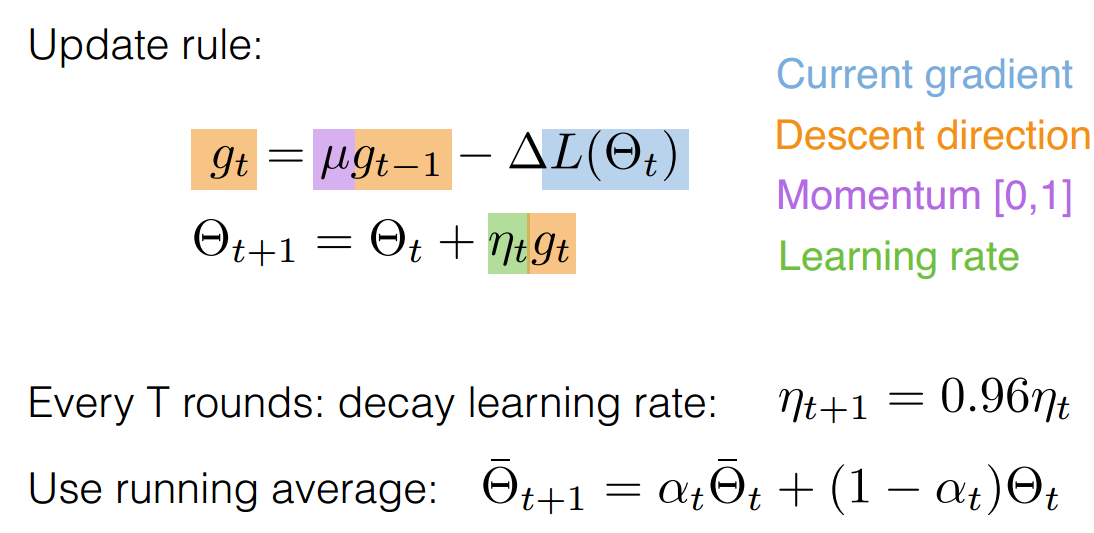 Update rule:
g_t = μg_{t−1} − ΔL(Θ_t)
Θ_{t+1} = Θ_t + η_t g_t
Current gradient
Descent direction
Momentum [0,1]
Learning rate
Every T rounds: decay learning rate: η_{t+1} = 0.96η_t
Use running average: Θ̄_{t+1} = α_tΘ̄_t + (1 − α_t)Θ_t